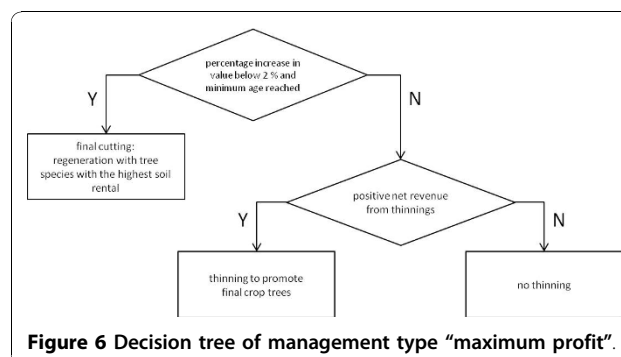 percentage increase in
value below 2 % and
minimum age reached
Y
N
final cutting:
regeneration with tree
species with the highest soil
rental
positive net revenue
from thinnings
Y
N
thinning to promote
final crop trees
no thinning
Figure 6 Decision tree of management type “maximum profit”.